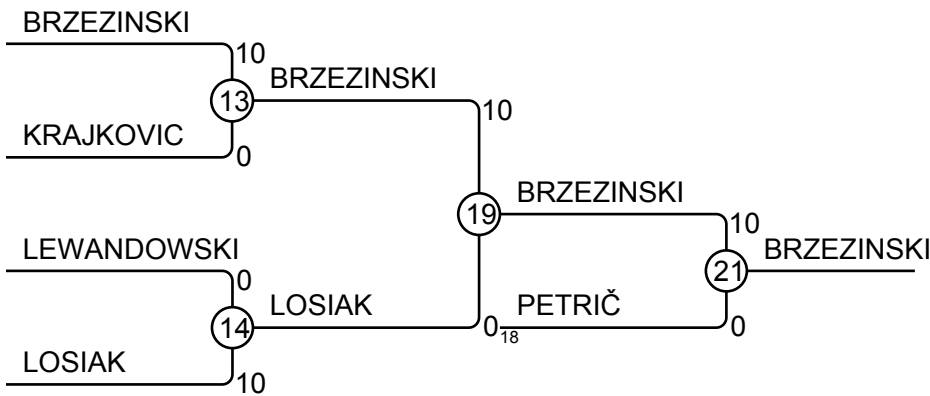 BRZEZINSKI
10
13
BRZEZINSKI
KRAJKOVIC
0
10
19
BRZEZINSKI
LEWANDOWSKI
0
14
LOSIAK
0
LOSIAK
10
10
21
BRZEZINSKI
18
PETRIČ
0